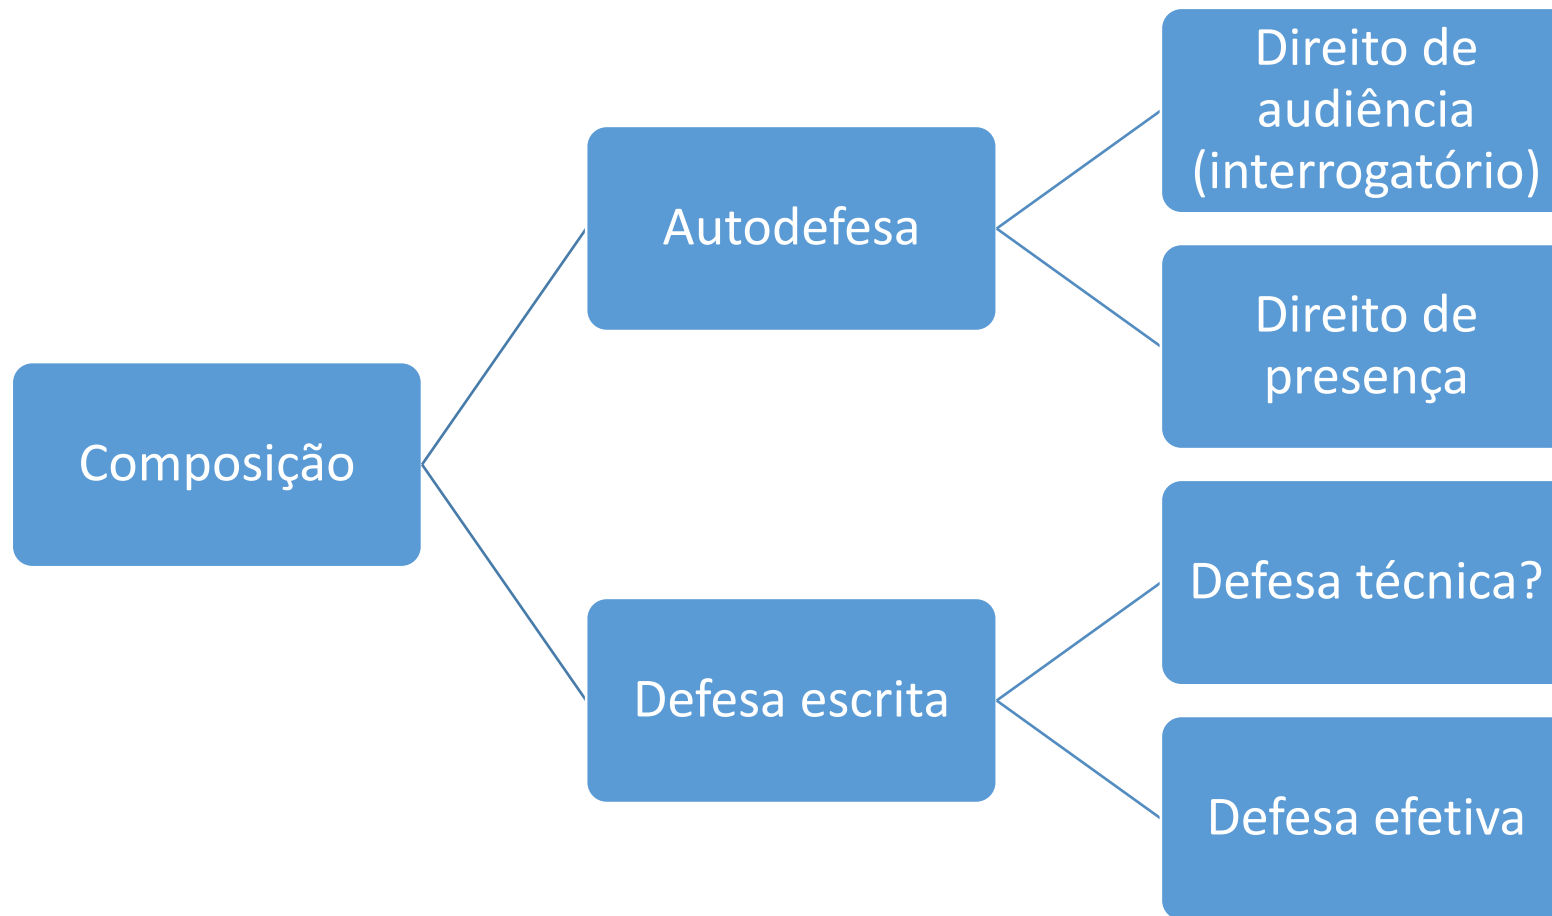 Composição
Autodefesa
Direito de
audiência
(interrogatório)
Direito de
presença
Defesa escrita
Defesa técnica?
Defesa efetiva